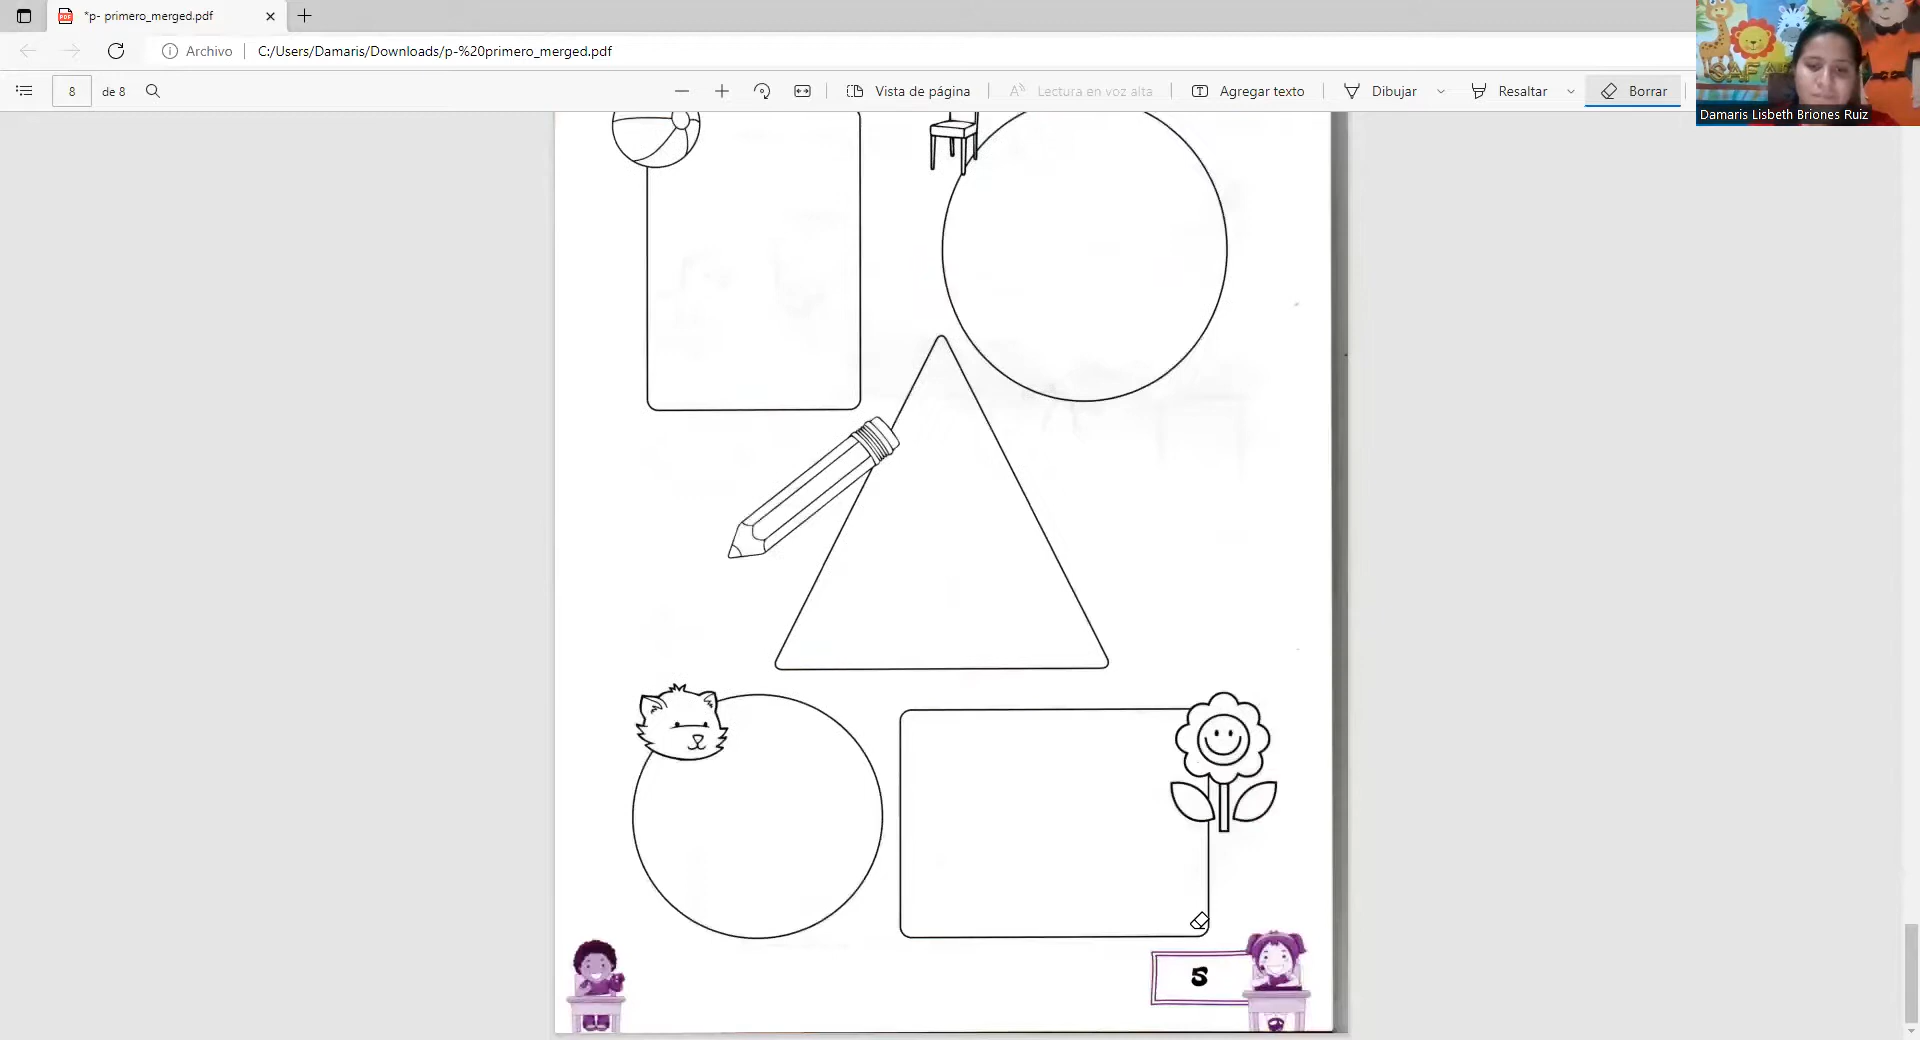 *p- primero_merged.pdf
Archivo
C:/Users/Damaris/Downloads/p-%20primero_merged.pdf
8 de 8
Vista de página
Lectura en voz alta
Agregar texto
Dibujar
Resaltar
Borrar
SAFA
Damaris Lisbeth Briones Ruiz
5